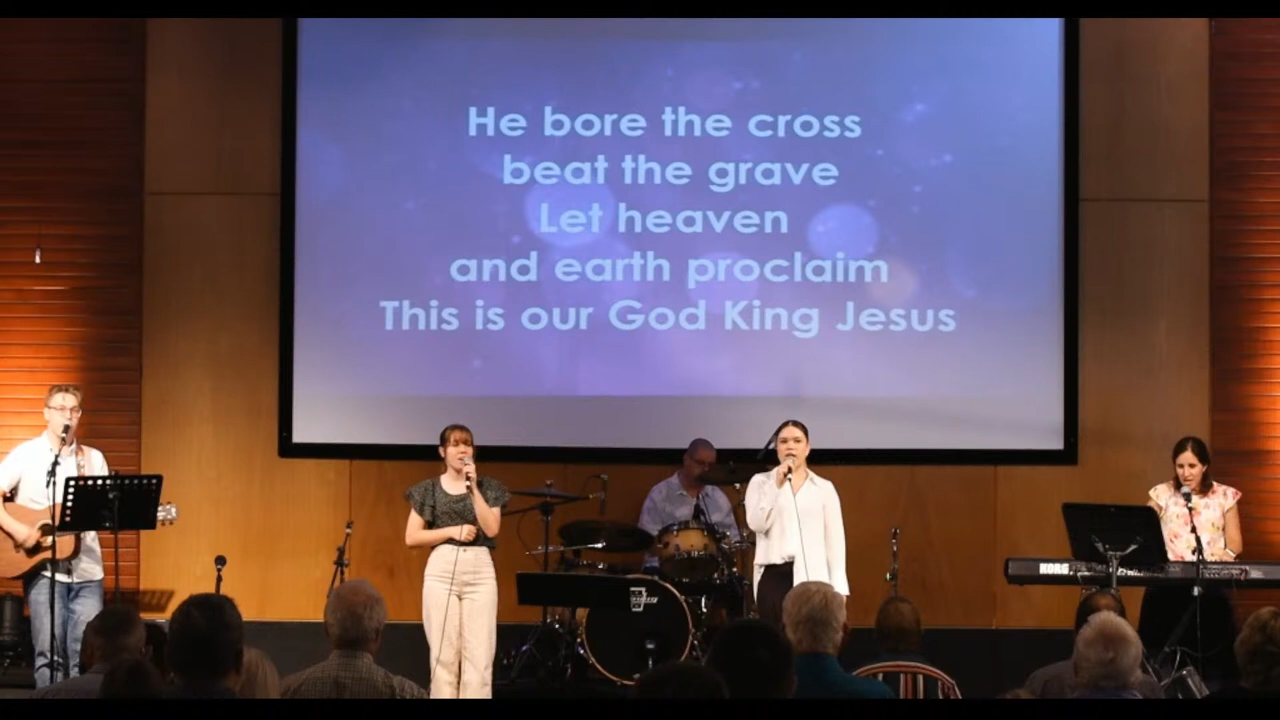 He bore the cross
beat the grave
Let heaven
and earth proclaim
This is our God King Jesus
KORG